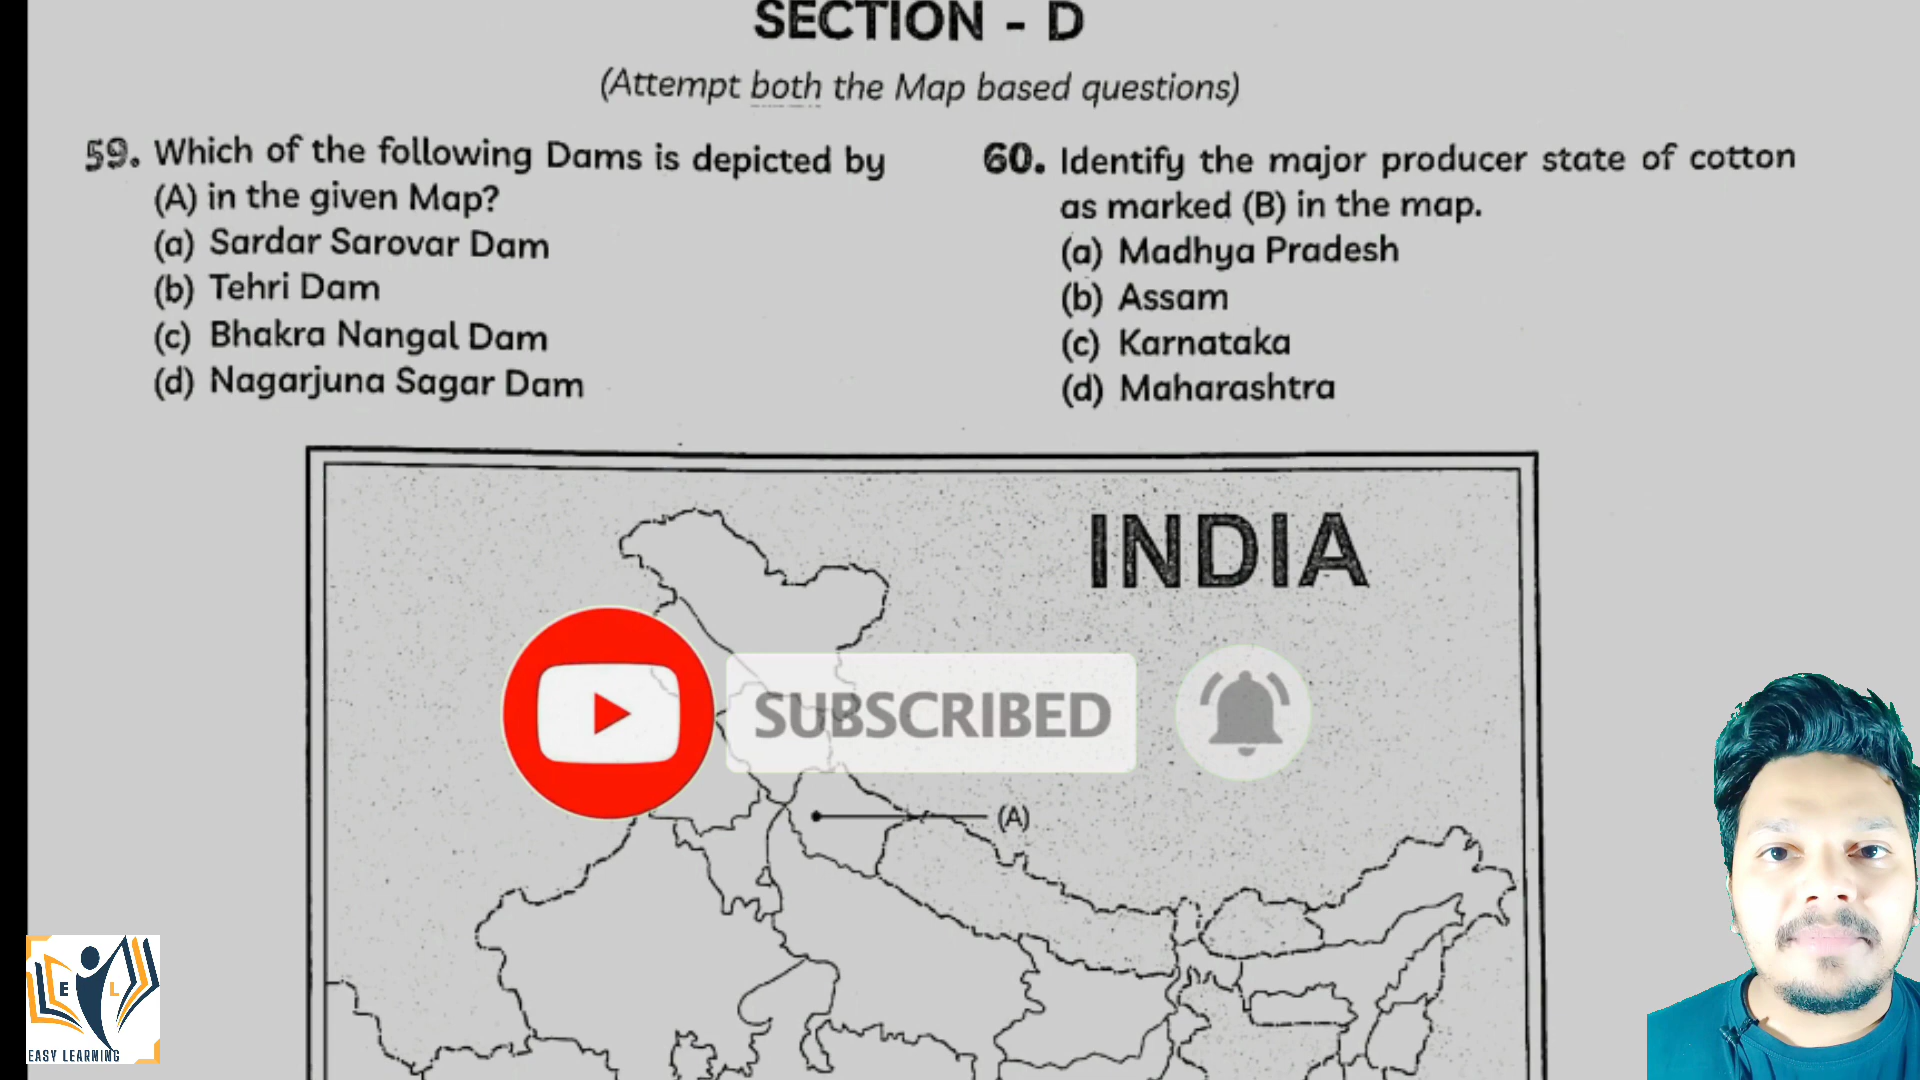 SECTION - D
(Attempt both the Map based questions)
59. Which of the following Dams is depicted by
(A) in the given Map?
(a) Sardar Sarovar Dam
(b) Tehri Dam
(c) Bhakra Nangal Dam
(d) Nagarjuna Sagar Dam
60. Identify the major producer state of cotton
as marked (B) in the map.
(a) Madhya Pradesh
(b) Assam
(c) Karnataka
(d) Maharashtra
INDIA
SUBSCRIBED
(A)
E L
EASY LEARNING